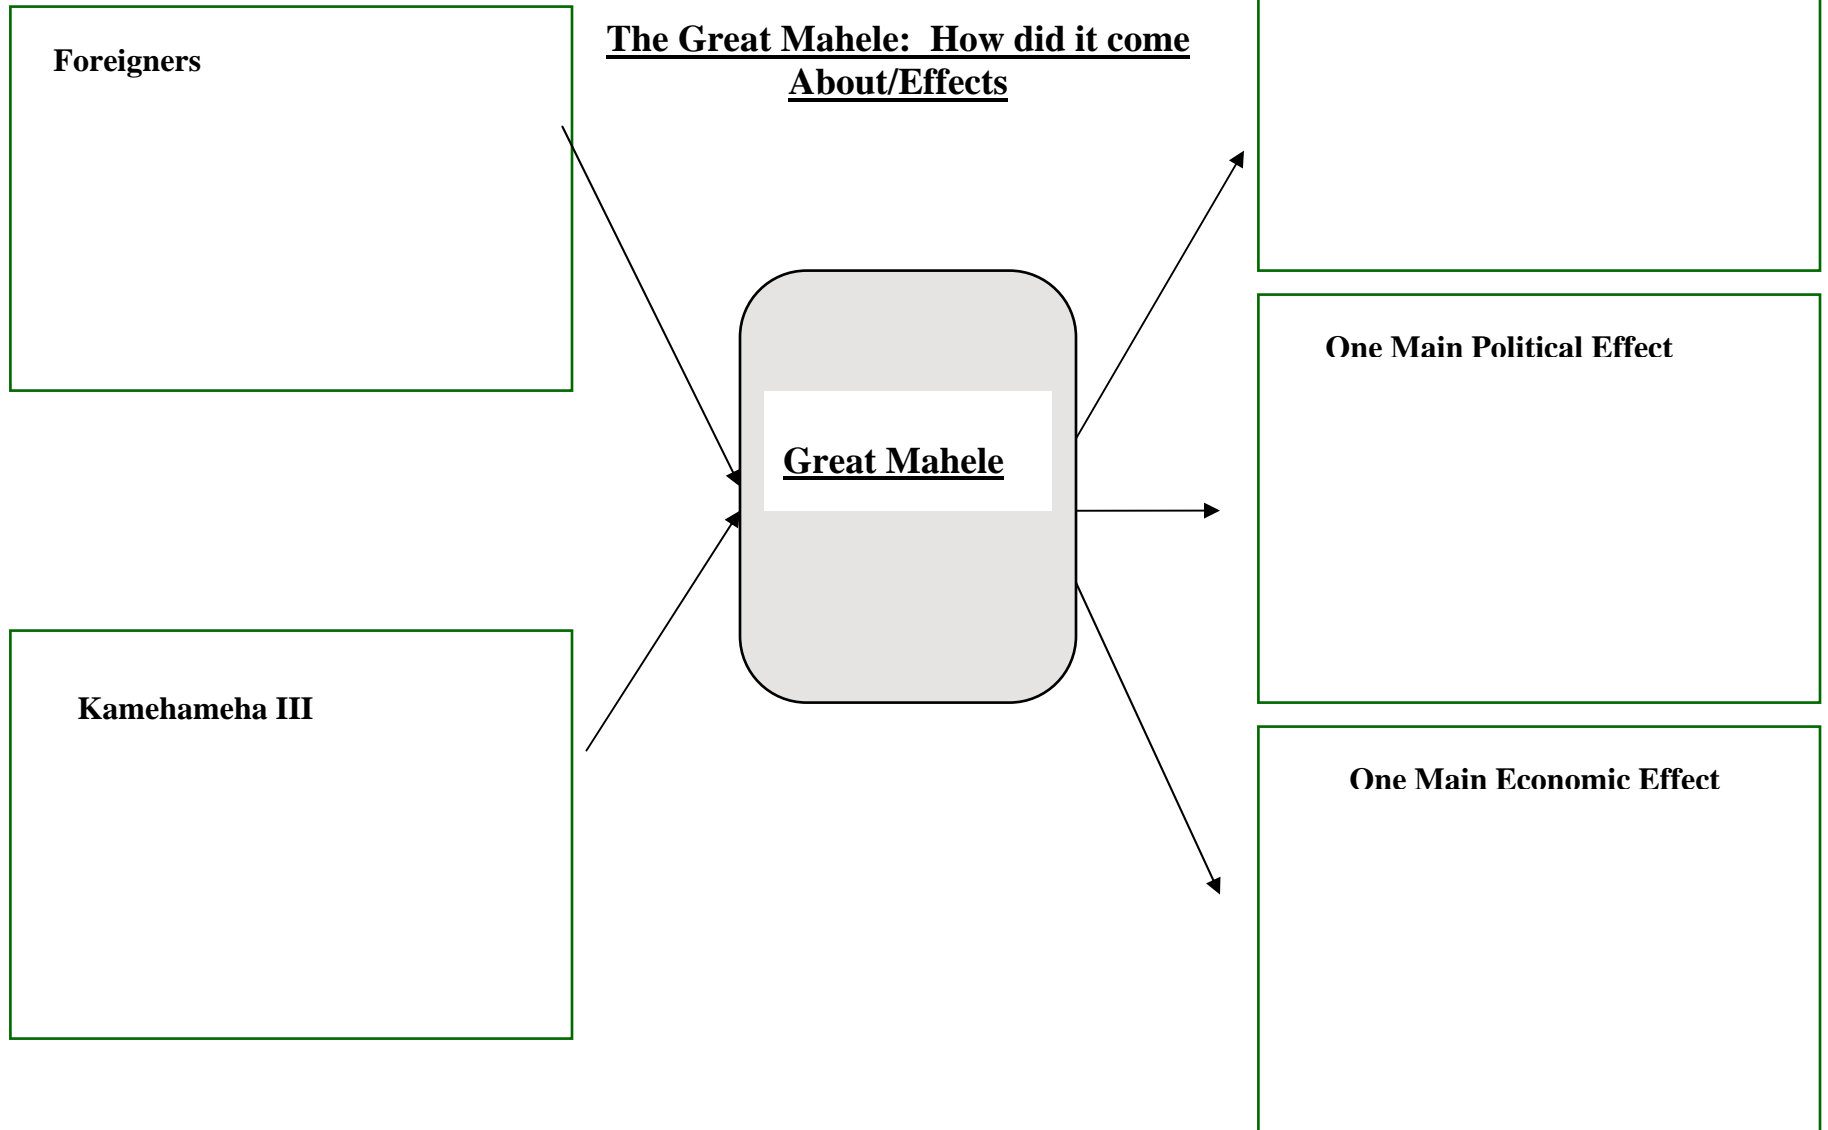 Foreigners
The Great Mahele: How did it come
About/Effects
One Main Political Effect
Great Mahele
Kamehameha III
One Main Economic Effect